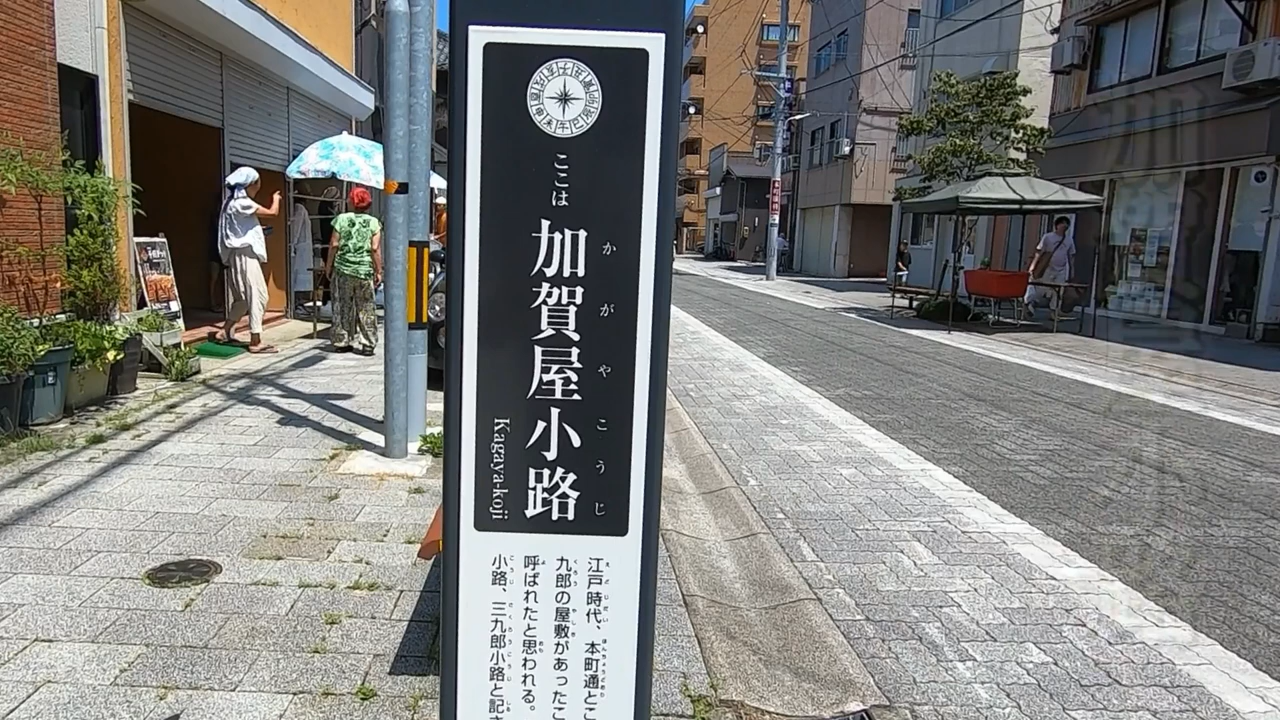 ここは
加賀屋小路
かがやこうじ
Kagaya-koji
江戸時代、本町通とこ
九郎の屋敷があったこ
呼ばれたと思われる。
小路、三九郎小路と記さ